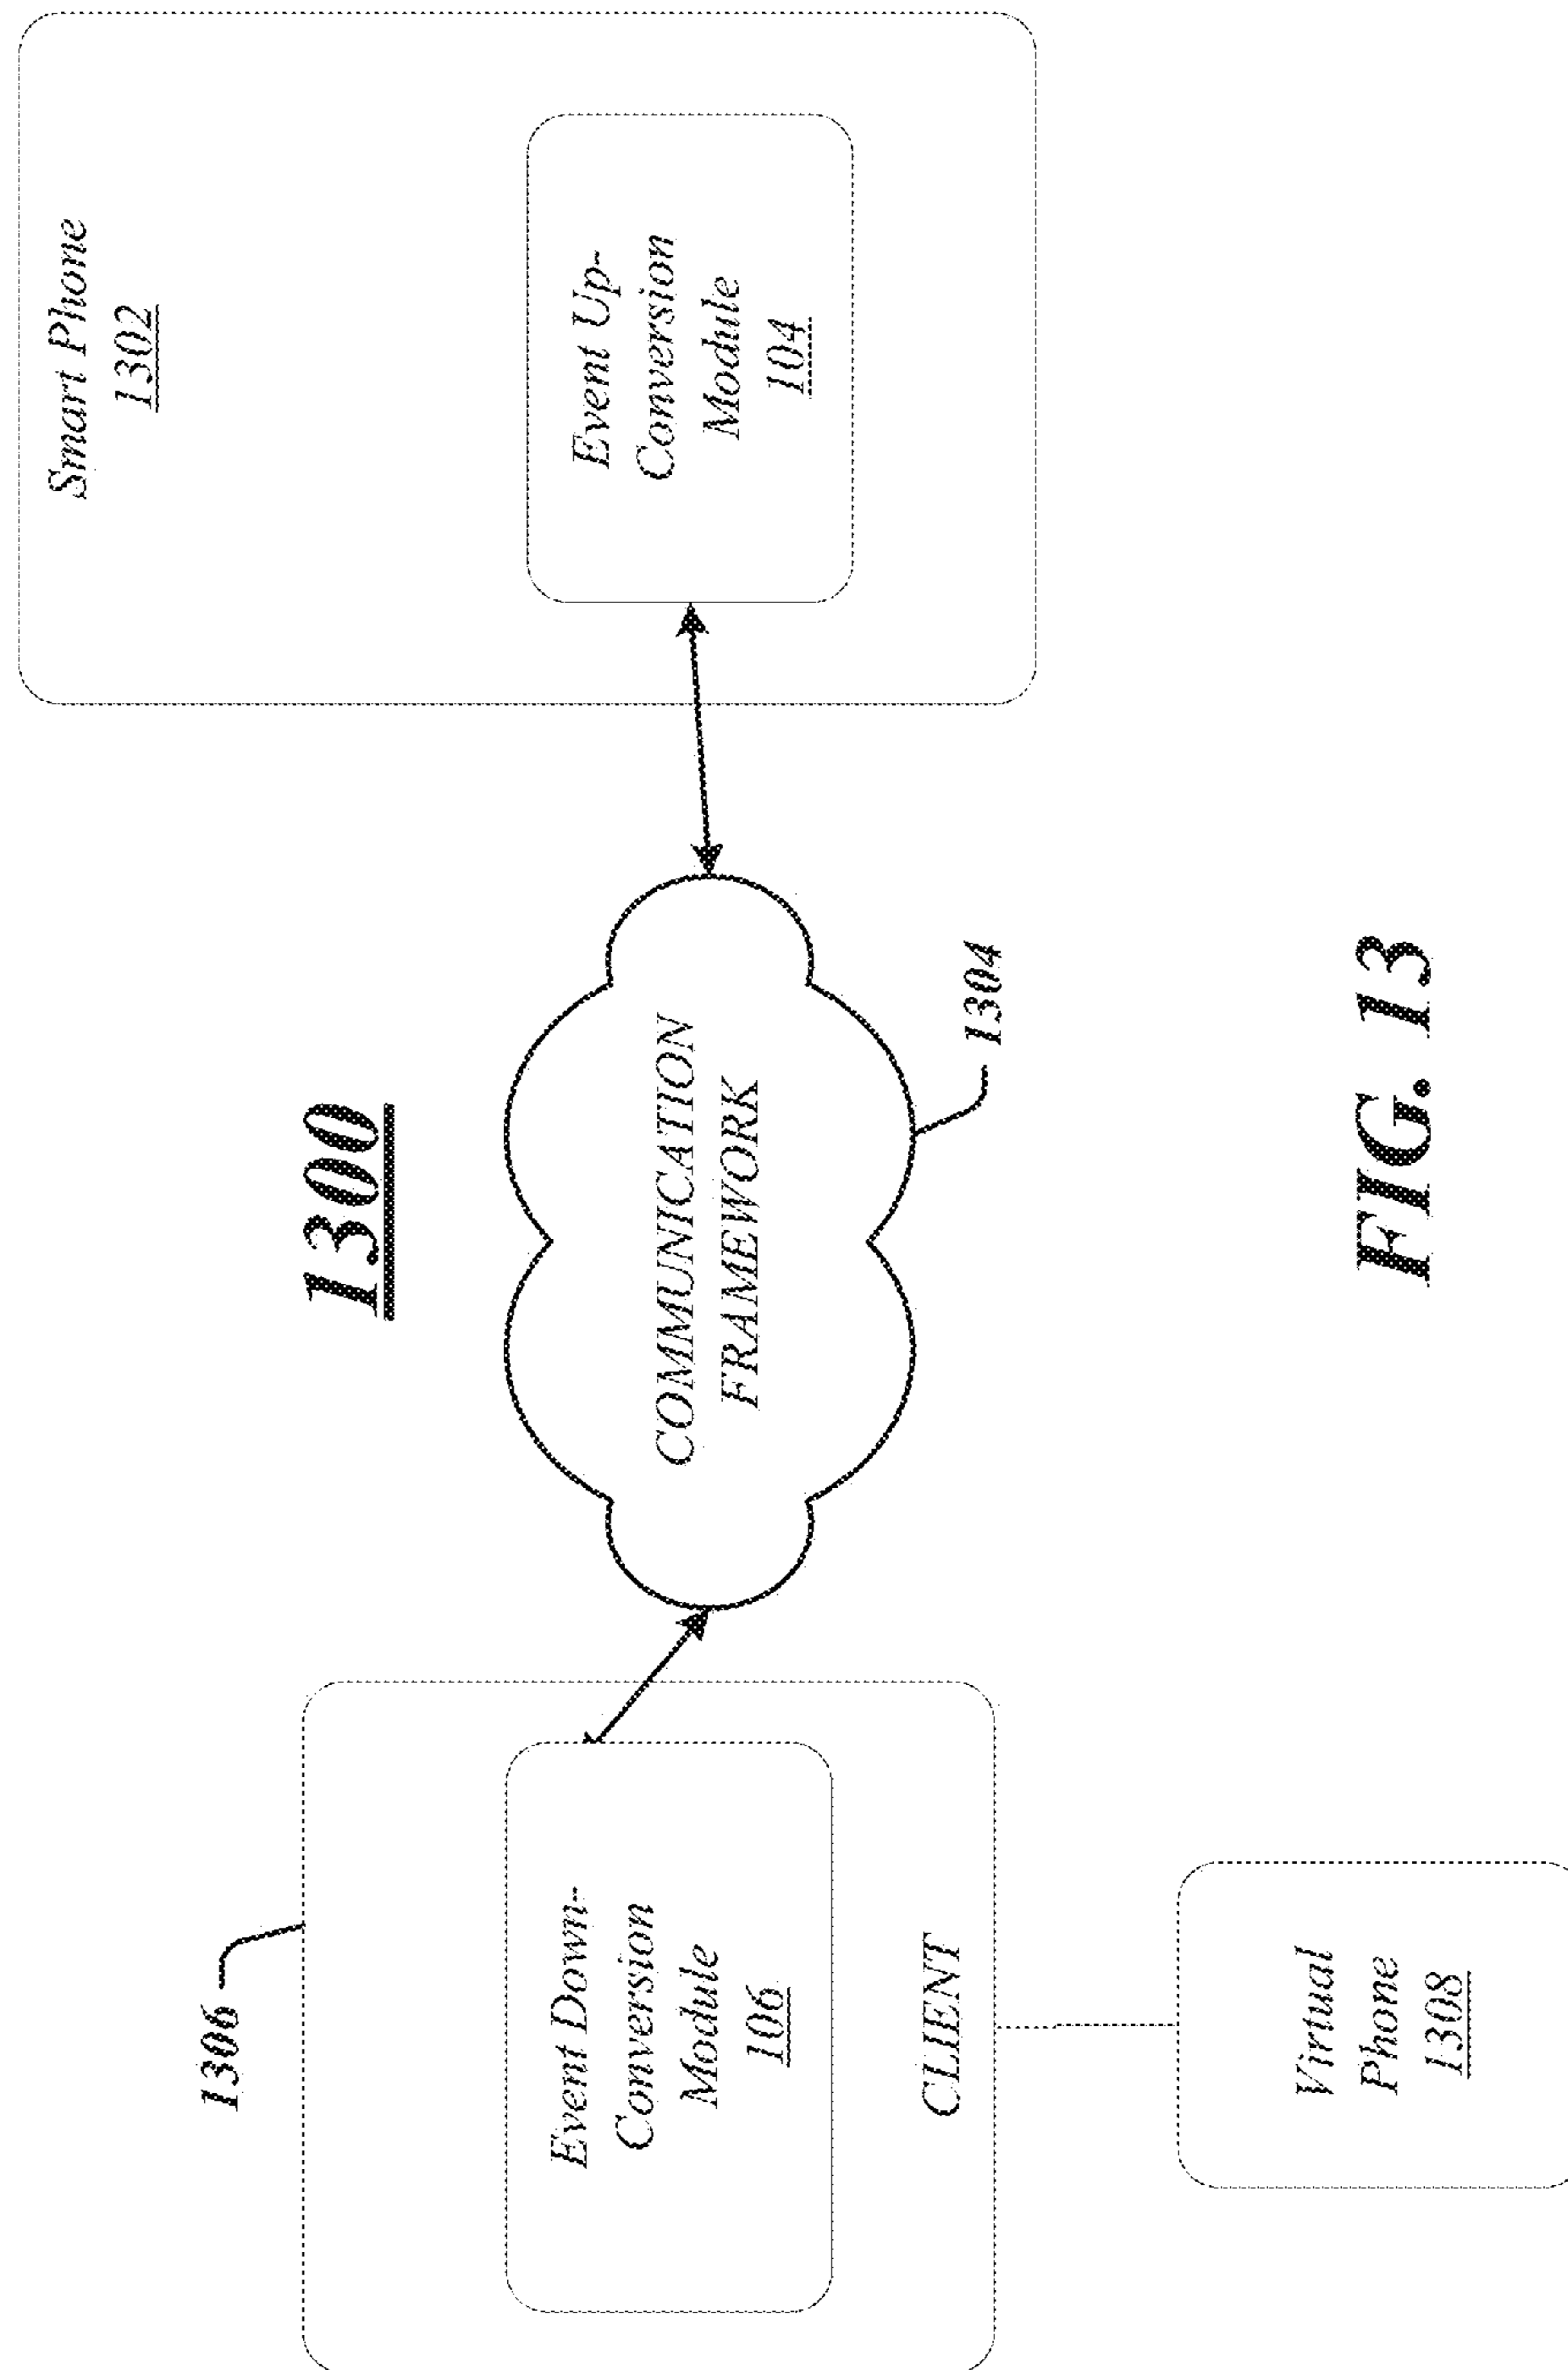 1300
1306
Event Down-
Conversion
Module
106
CLIENT
Virtual
Phone
1308
COMMUNICATION
FRAMEWORK
1304
Smart Phone
1302
Event Up-
Conversion
Module
104
FIG. 13